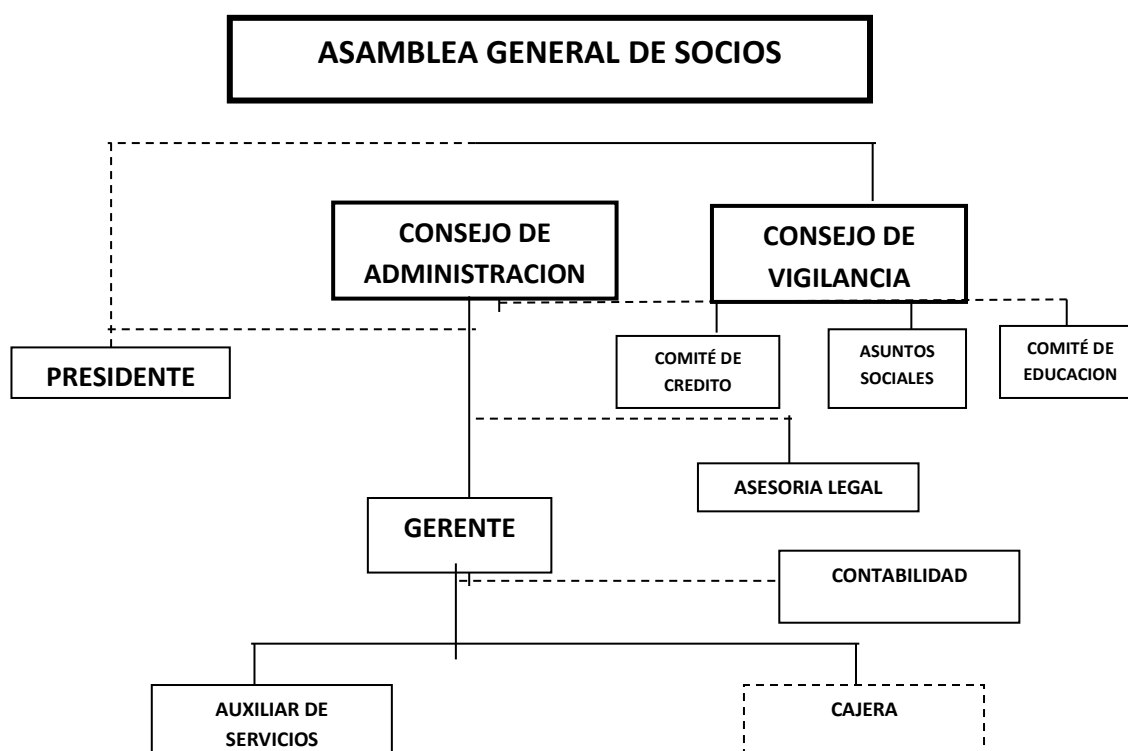 ASAMBLEA GENERAL DE SOCIOS
CONSEJO DE
ADMINISTRACION
CONSEJO DE
VIGILANCIA
PRESIDENTE
COMITÉ DE
CREDITO
ASUNTOS
SOCIALES
COMITÉ DE
EDUCACION
ASESORIA LEGAL
GERENTE
CONTABILIDAD
AUXILIAR DE
SERVICIOS
CAJERA